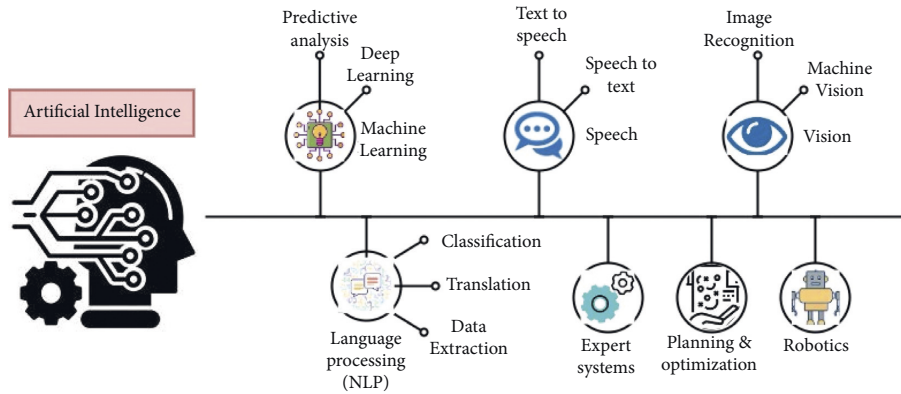 Predictive
analysis
Deep
Learning
Machine
Learning
Text to
speech
Speech to
text
Speech
Image
Recognition
Machine
Vision
Vision
Artificial Intelligence
Classification
Translation
Data
Extraction
Language
processing
(NLP)
Expert
systems
Planning &
optimization
Robotics